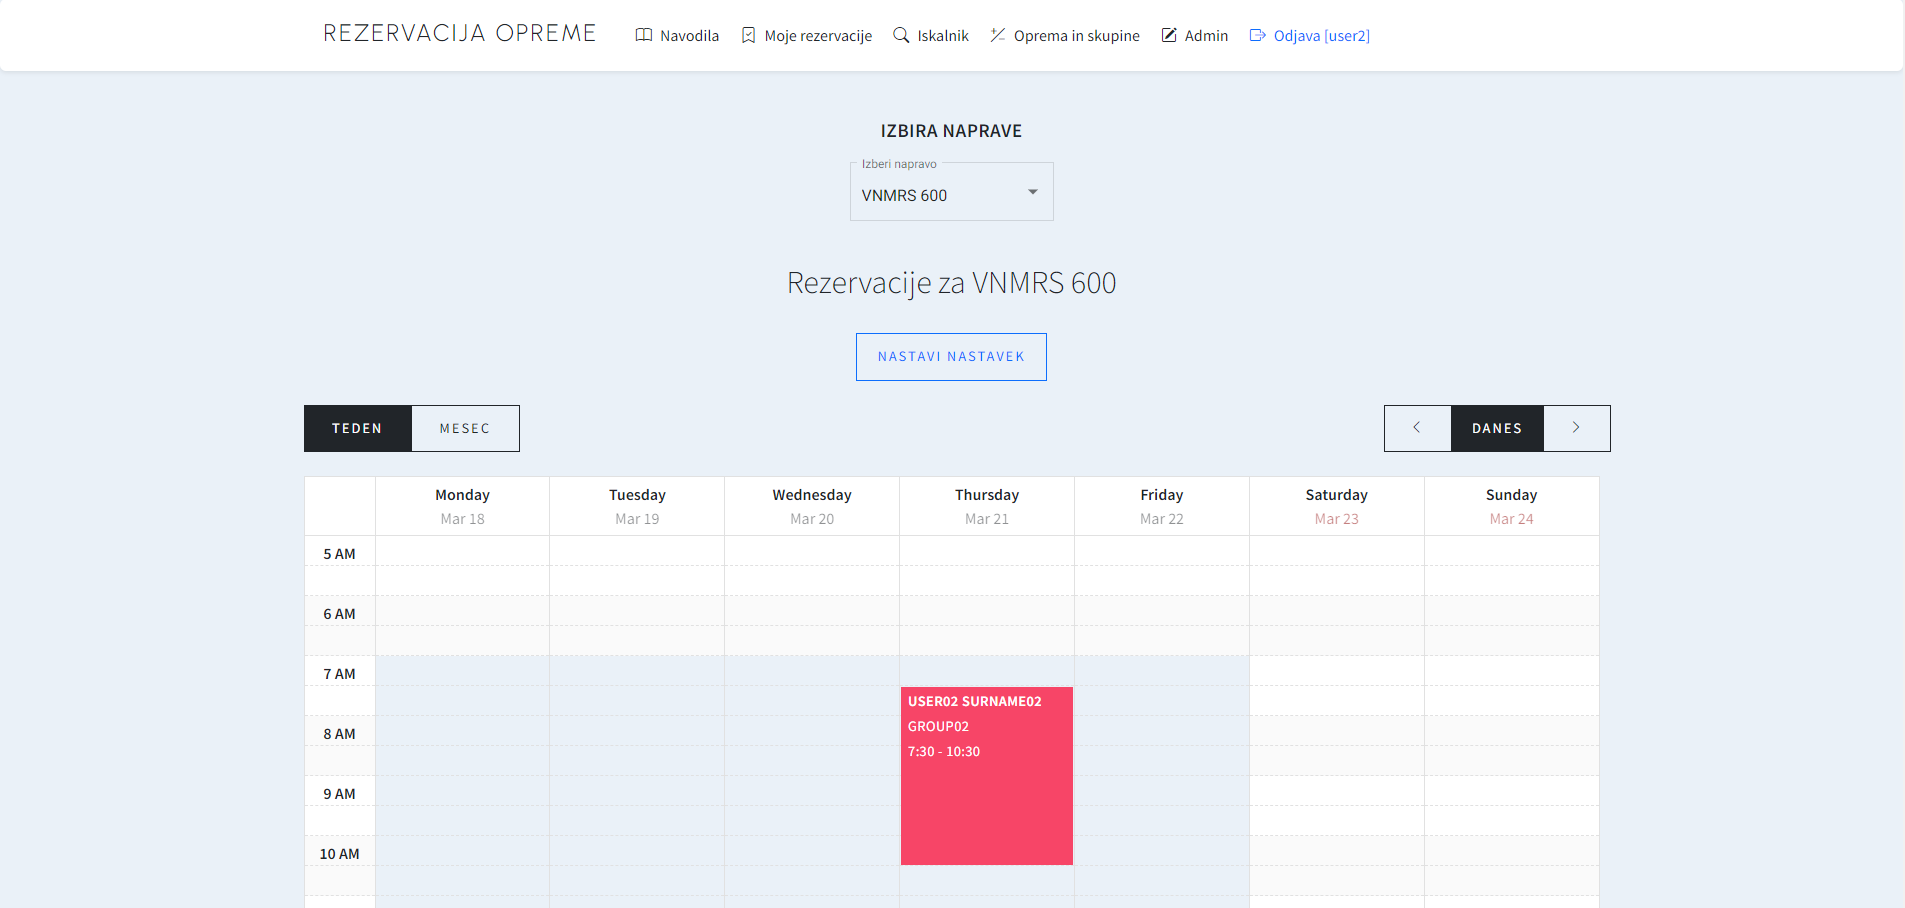 REZERVACIJA OPREME Navodila Moje rezervacije Iskalnik Oprema in skupine Admin Odjava [user2]
IZBIRA NAPRAVE
Izberi napravo
VNMRS 600
Rezervacije za VNMRS 600
NASTAVI NASTAVEK
TEDEN MESEC DANES
Monday Tuesday Wednesday Thursday Friday Saturday Sunday
Mar 18 Mar 19 Mar 20 Mar 21 Mar 22 Mar 23 Mar 24
5 AM
6 AM
7 AM
USER02 SURNAME02
GROUP02
8 AM
7:30 - 10:30
9 AM
10 AM